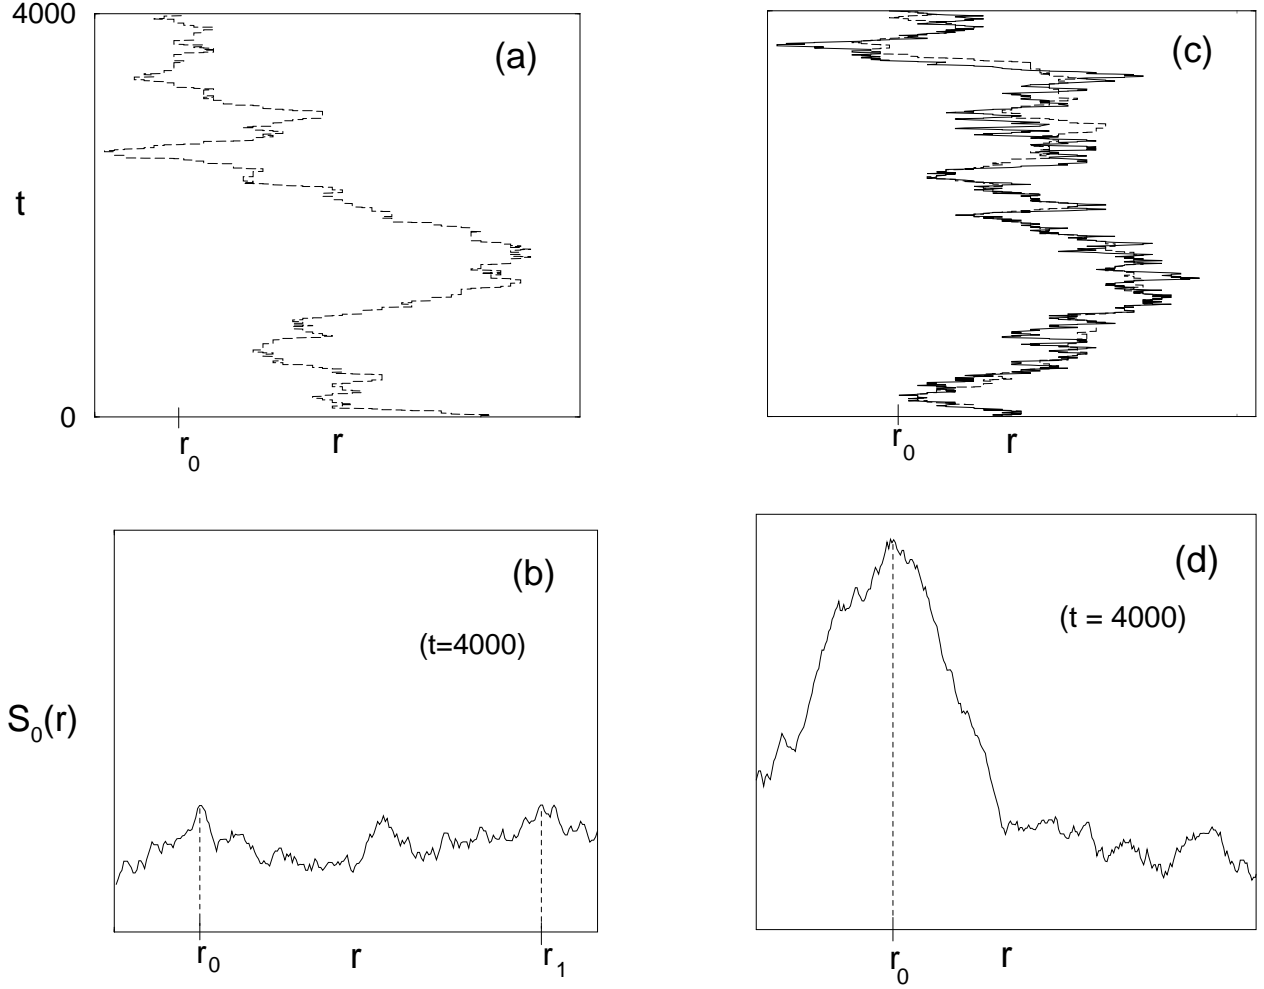 4000
(a)
t
0
r₀
r
(c)
r₀
r
(b)
(t=4000)
S₀(r)
r₀
r
r₁
(d)
(t = 4000)
r₀
r